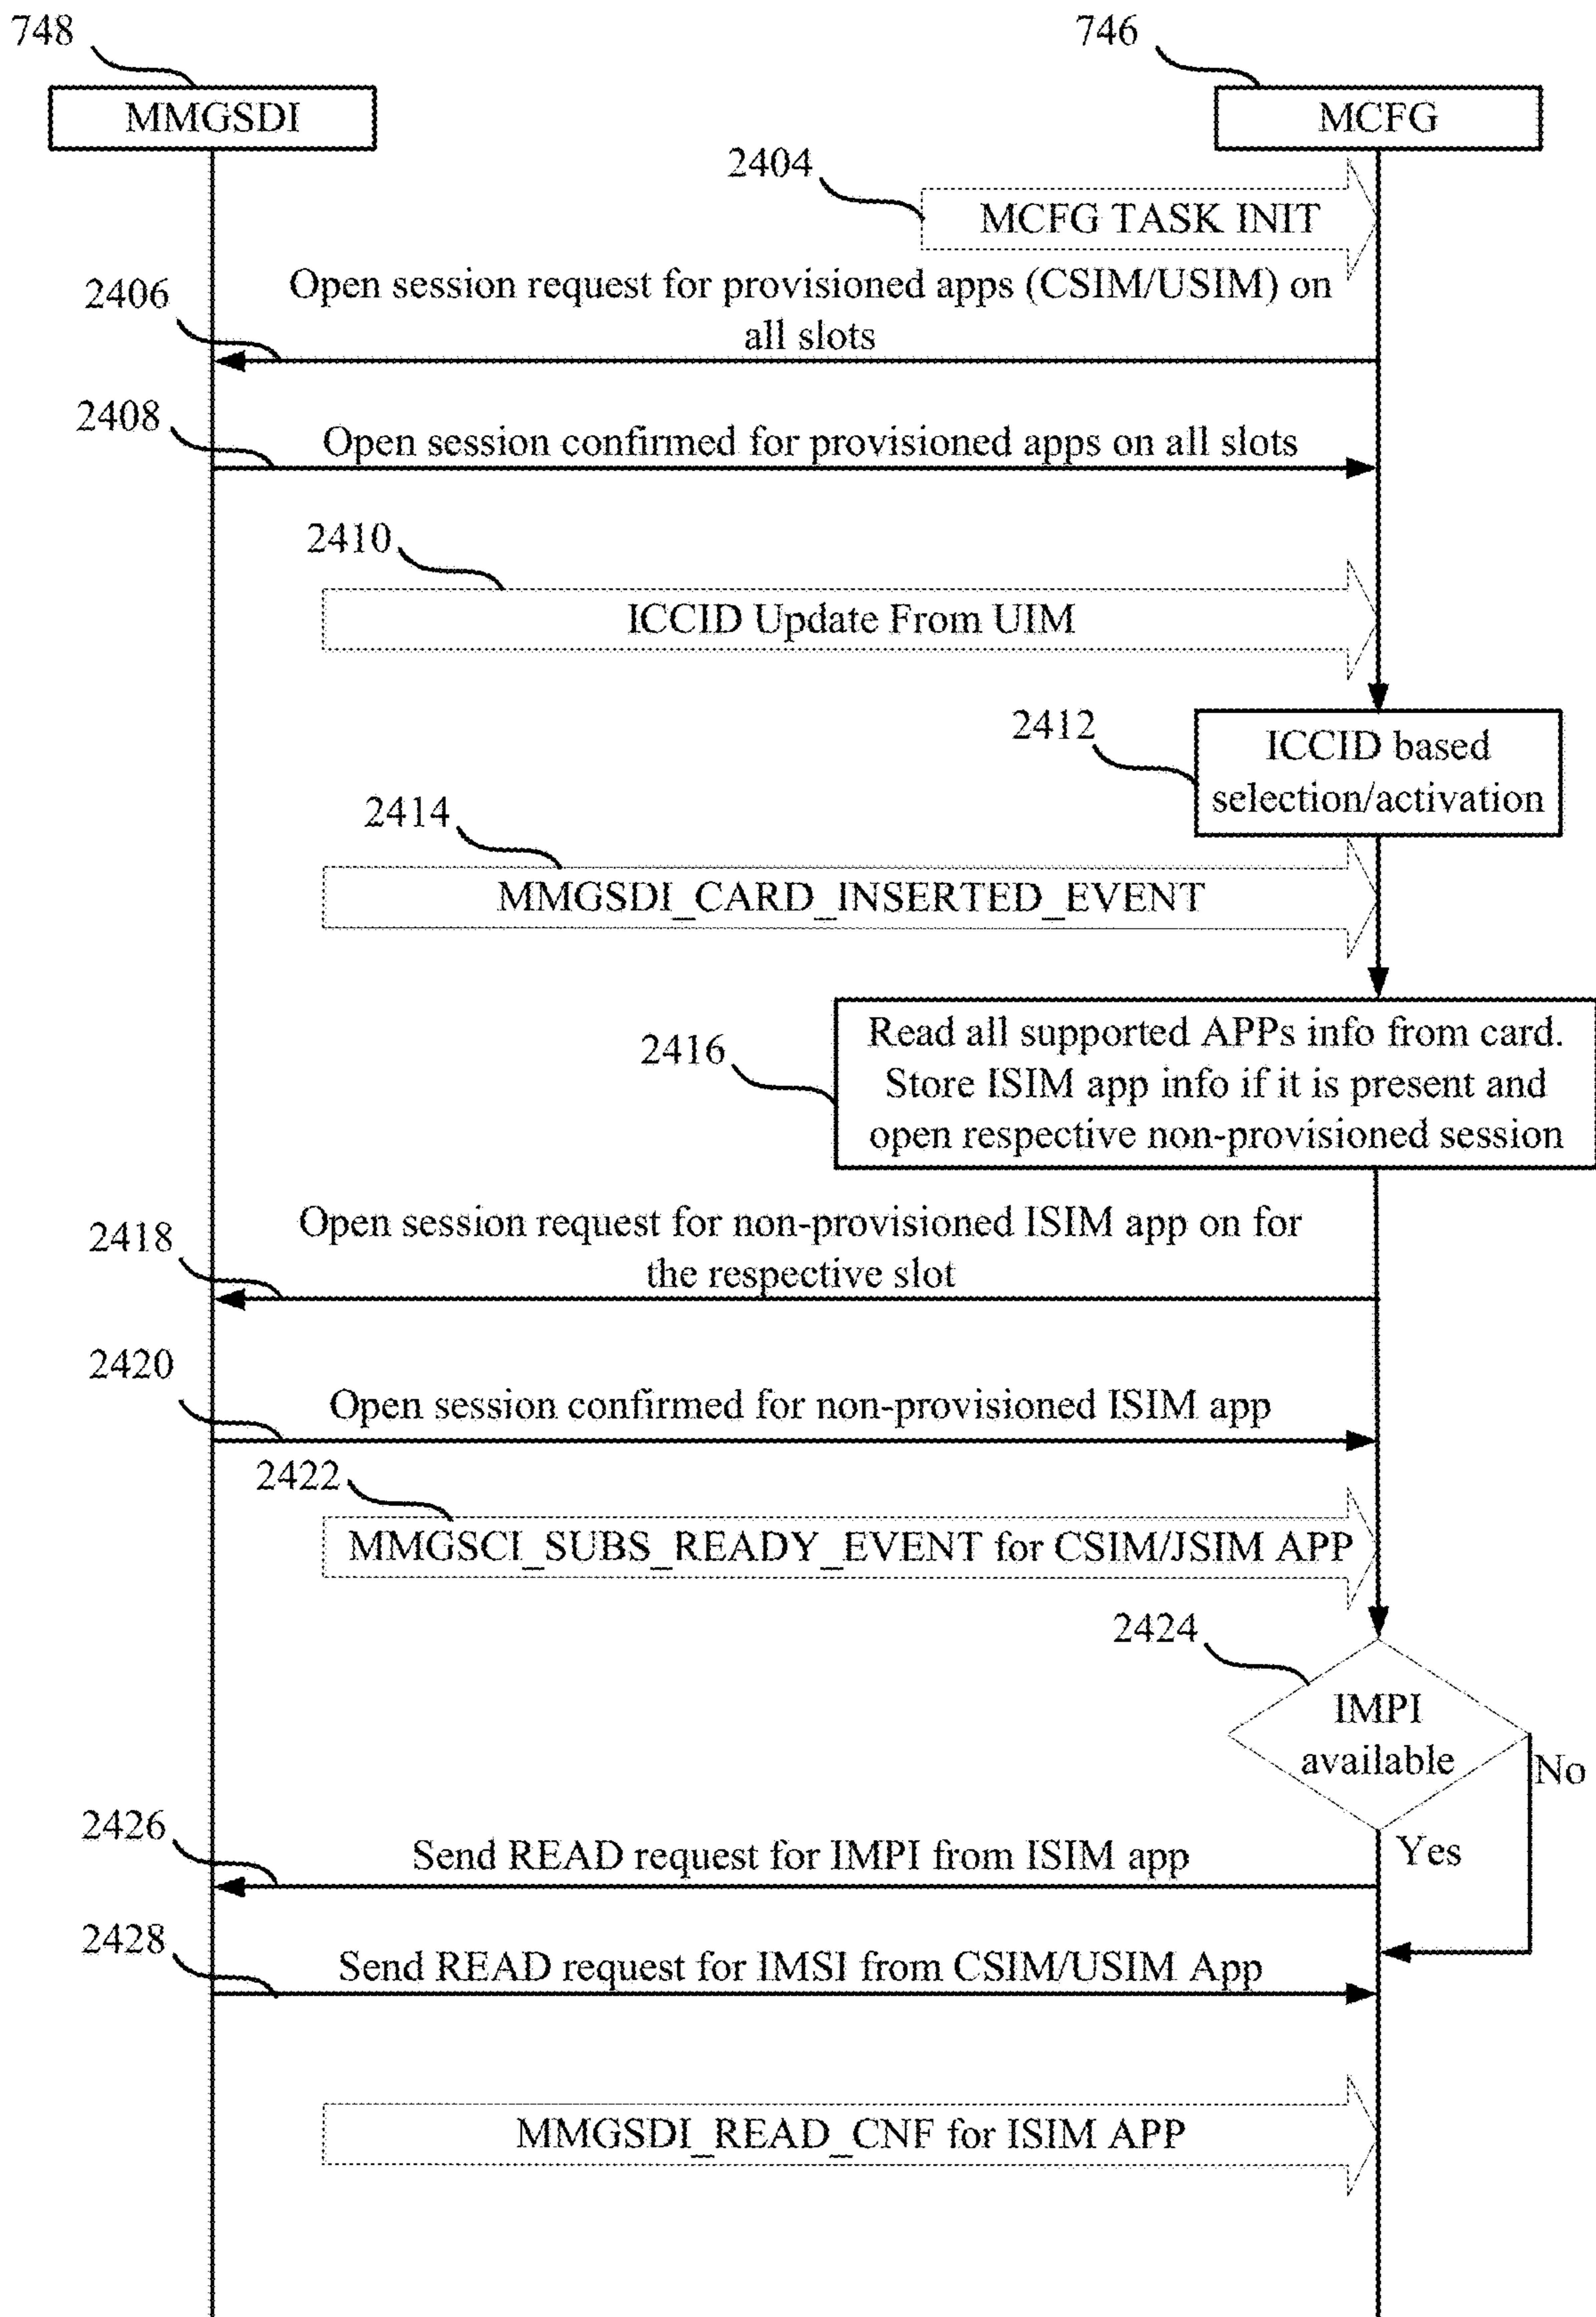 748
746
MMGSDI
MCFG
2404
MCFG TASK INIT
2406
Open session request for provisioned apps (CSIM/USIM) on
all slots
2408
Open session confirmed for provisioned apps on all slots
2410
ICCID Update From UIM
2412
ICCID based
selection/activation
2414
MMGSDI_CARD_INSERTED_EVENT
2416
Read all supported APPs info from card.
Store ISIM app info if it is present and
open respective non-provisioned session
2418
Open session request for non-provisioned ISIM app on for
the respective slot
2420
Open session confirmed for non-provisioned ISIM app
2422
MMGSCI_SUBS_READY_EVENT for CSIM/JSIM APP
2424
IMPI
available
No
Yes
2426
Send READ request for IMPI from ISIM app
2428
Send READ request for IMSI from CSIM/USIM App
MMGSDI_READ_CNF for ISIM APP